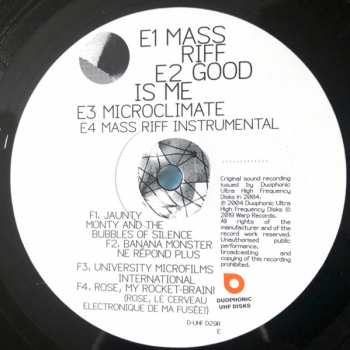 E1 MASS
RIFF
E2 GOOD
IS ME
E3 MICROCLIMATE
E4 MASS RIFF INSTRUMENTAL
F1. JAUNTY
MONTY AND THE
BUBBLES OF SILENCE
F2. BANANA MONSTER
NE RÉPOND PLUS
F3. UNIVERSITY MICROFILMS
INTERNATIONAL
F4. ROSE, MY ROCKET-BRAIN!
(ROSE, LE CERVEAU
ELECTRONIQUE DE MA FUSÉE!)
Original sound recording
issued by Duophonic
Ultra High Frequency
Disks in 2004.
℗ 2004 Duophonic Ultra
High Frequency Disks ©
2019 Warp Records.
All rights of the
manufacturer and of the
record work reserved.
Unauthorised public
performance,
broadcasting and
copying of this recording
prohibited.
DUOPHONIC
UHF DISKS
D-UHF D29R
E